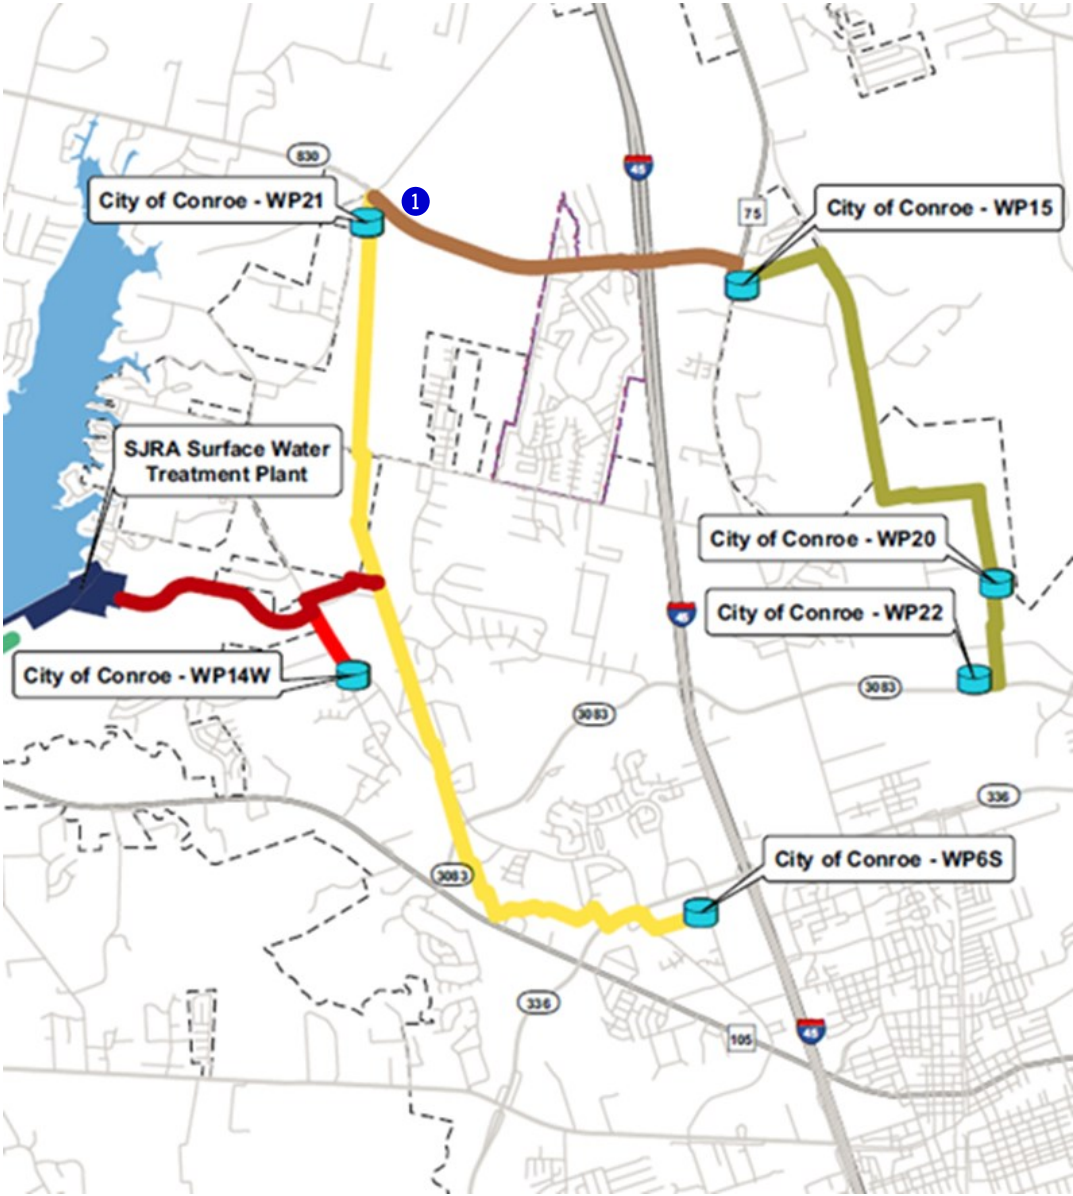 830
45
City of Conroe - WP21
1
75
City of Conroe - WP15
SJRA Surface Water
Treatment Plant
City of Conroe - WP20
City of Conroe - WP22
45
City of Conroe - WP14W
3083
3083
336
City of Conroe - WP6S
3083
336
45
105